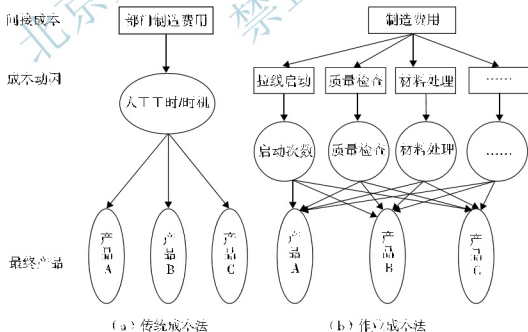 间接成本 部门制造费用 制造费用
成本动因 拉线启动 质量检查 材料处理 ……
人工工时/时机
启动次数 质量检查 材料处理 ……
最终产品 产品A 产品B 产品C 产品A 产品B 产品C
(a)传统成本法 (b)作业成本法
北京
禁